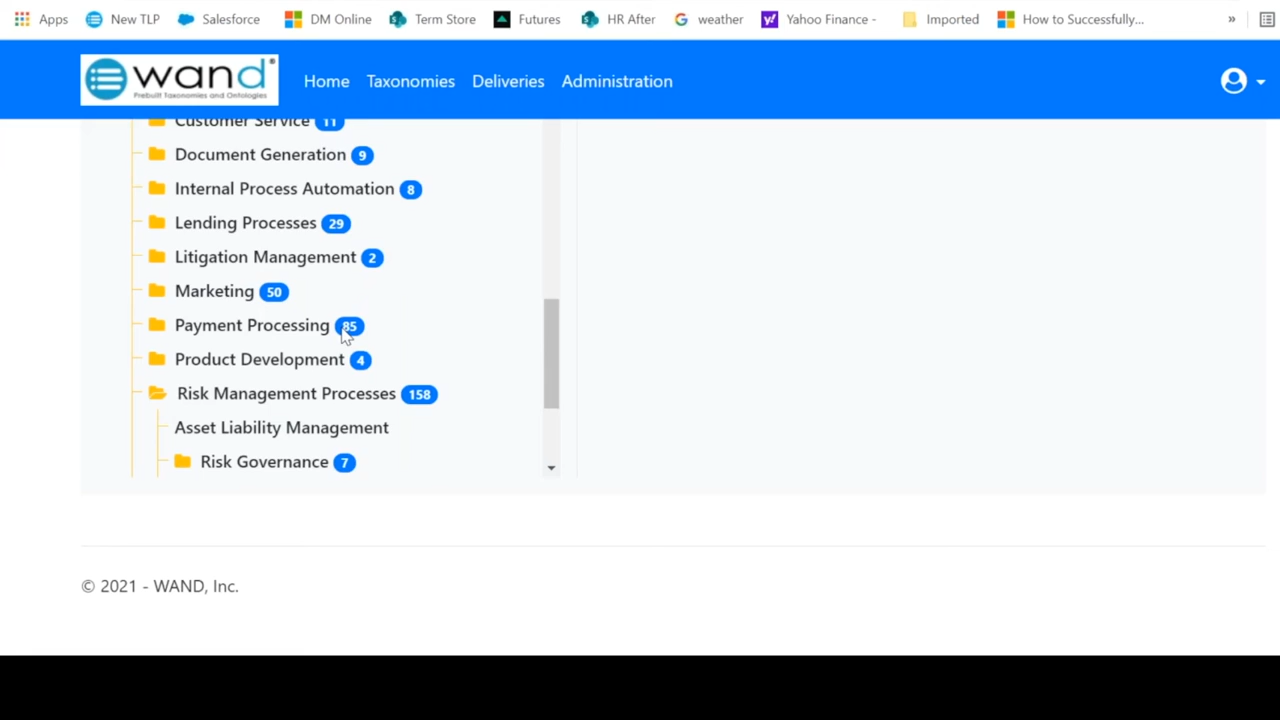 Apps New TLP Salesforce DM Online Term Store Futures HR After weather Yahoo Finance - Imported How to Successfully... »
wand®
Prebuilt Taxonomies and Ontologies
Home Taxonomies Deliveries Administration
Customer Service 11
Document Generation 9
Internal Process Automation 8
Lending Processes 29
Litigation Management 2
Marketing 50
Payment Processing 85
Product Development 4
Risk Management Processes 158
Asset Liability Management
Risk Governance 7
© 2021 - WAND, Inc.